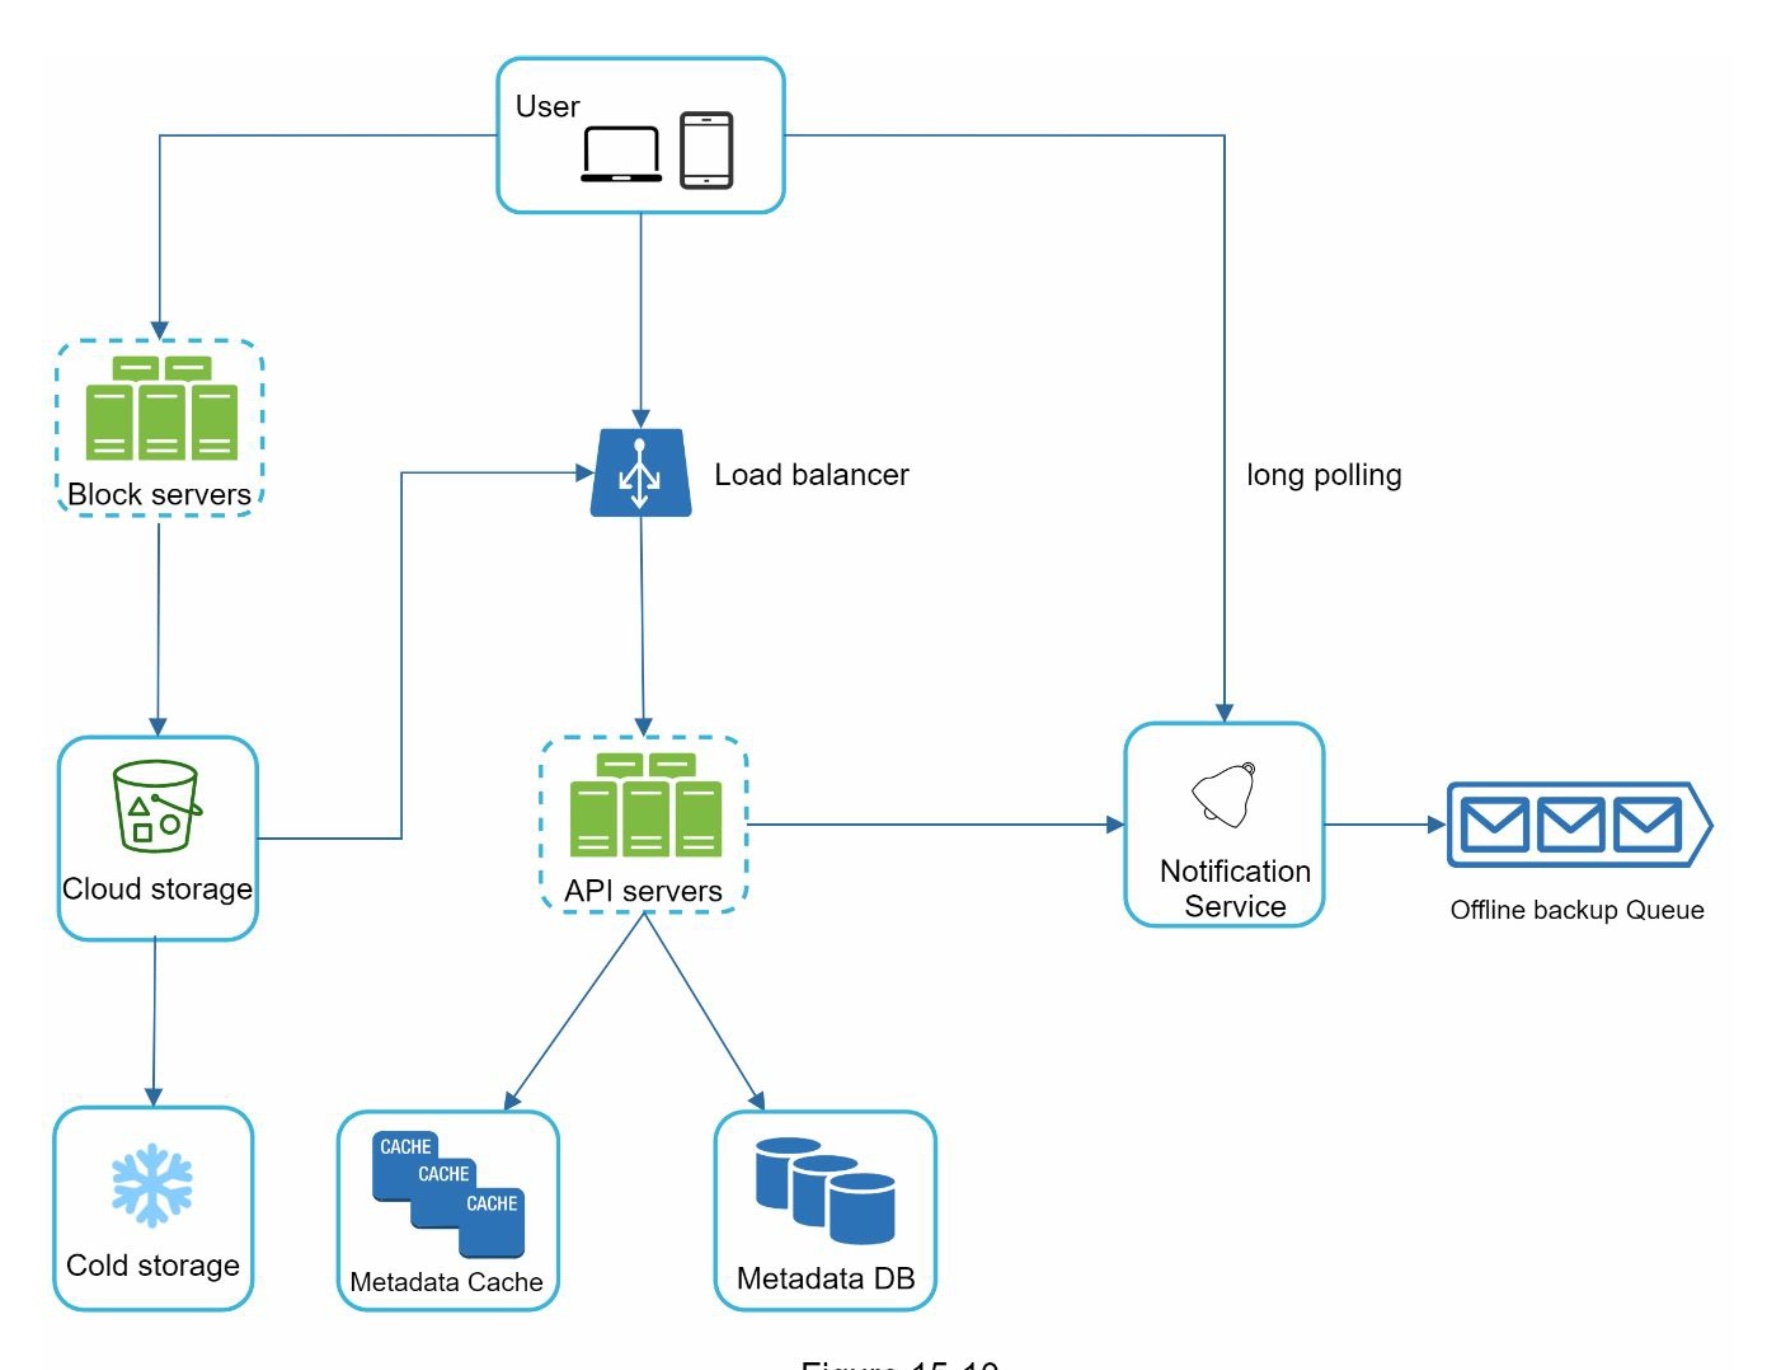 User
Block servers
Load balancer
long polling
Cloud storage
API servers
Notification
Service
Offline backup Queue
Cold storage
CACHE
CACHE
CACHE
Metadata Cache
Metadata DB